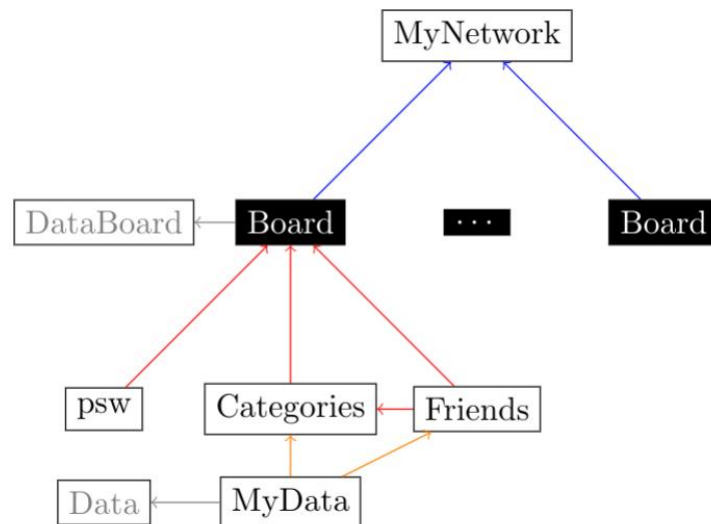 MyNetwork
DataBoard
Board
···
Board
psw
Categories
Friends
Data
MyData